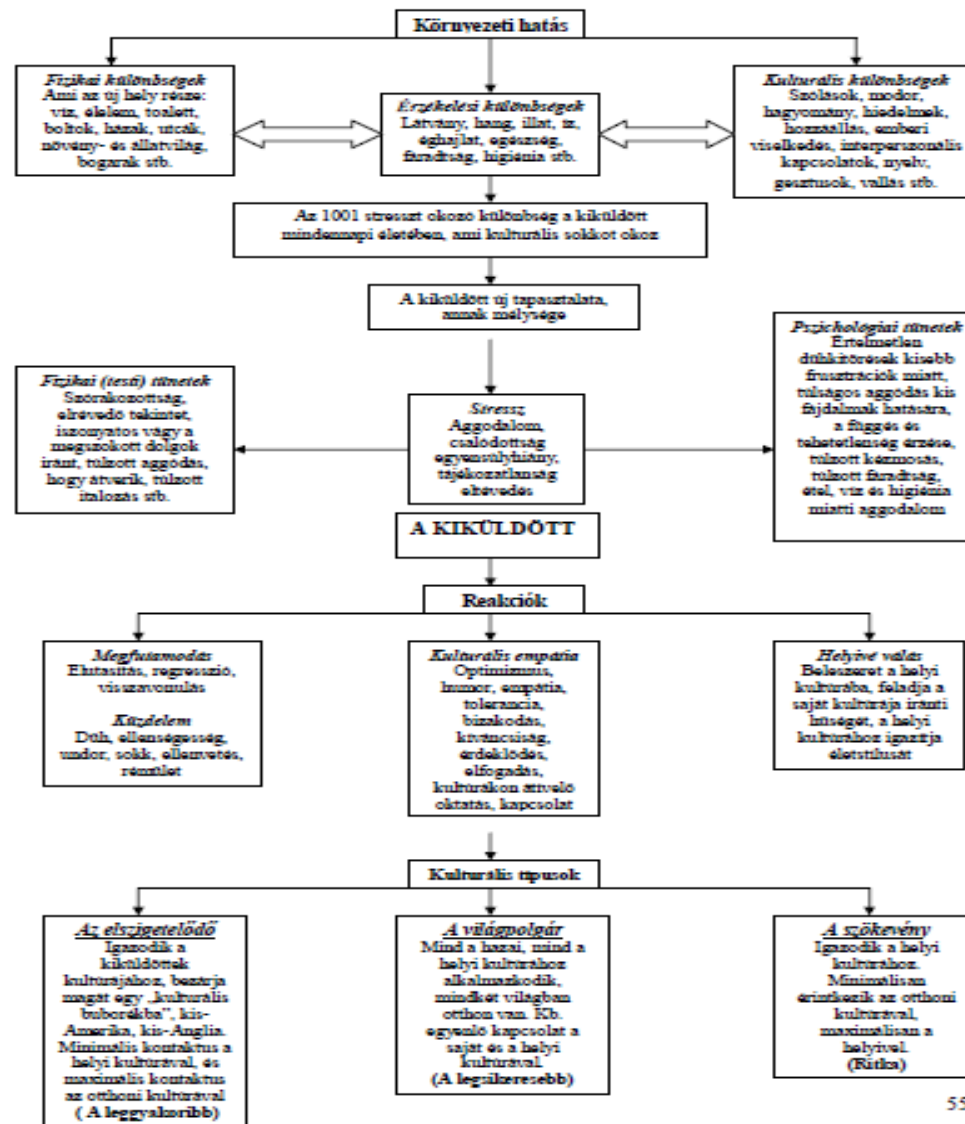 Környezeti hatás
Fizikai különbségek
Ami az új hely része:
víz, élelem, toalett,
boltok, házak, utcák,
növény- és állatvilág,
bogarak stb.
Érzékelési különbségek
Látvány, hang, illat, íz,
éghajlat, egészség,
fáradtság, higiénia stb.
Kulturális különbségek
Szólások, modor,
hagyomány, hiedelmek,
hozzáállás, emberi
viselkedés, interperszonális
kapcsolatok, nyelv,
gesztusok, vallás stb.
Az 1001 stresszt okozó különbség a kiküldött
mindennapi életében, ami kulturális sokkot okoz
A kiküldött új tapasztalata,
annak mélysége
Fizikai (testi) tünetek
Szórakozottság,
elrévedő tekintet,
iszonyatos vágy a
megszokott dolgok
iránt, túlzott aggódás,
hogy átverik, túlzott
italozás stb.
Stressz
Aggodalom,
csalódottság
egyensúlyhiány,
tájékozatlanság
eltévedés
Pszichológiai tünetek
Értelmetlen
dühkitörések kisebb
frusztrációk miatt,
túlságos aggódás kis
fájdalmak hatására,
a függés és
tehetetlenség érzése,
túlzott kézmosás,
túlzott fáradtság,
étel, víz és higiénia
miatti aggodalom
A KIKÜLDÖTT
Reakciók
Megfutamodás
Elutasítás, regresszió,
visszavonulás
Küzdelem
Düh, ellenségesség,
undor, sokk, ellenvetés,
rémület
Kulturális empátia
Optimizmus,
humor, empátia,
tolerancia,
bizakodás,
kíváncsiság,
érdeklődés,
elfogadás,
kultúrákon átívelő
oktatás, kapcsolat
Helyivé válás
Beleszeret a helyi
kultúrába, feladja a
saját kultúrája iránti
hűségét, a helyi
kultúrához igazítja
életstílusát
Kulturális típusok
Az elszigetelődő
Igazodik a
kiküldöttek
kultúrájához, bezárja
magát egy „kulturális
buborékba”, kis-
Amerika, kis-Anglia.
Minimális kontaktus a
helyi kultúrával, és
maximális kontaktus
az otthoni kultúrával
( A leggyakoribb)
A világpolgár
Mind a hazai, mind a
helyi kultúrához
alkalmazkodik,
mindkét világban
otthon van. Kb.
egyenlő kapcsolat a
saját és a helyi
kultúrával.
(A legsikeresebb)
A szökevény
Igazodik a helyi
kultúrához.
Minimálisan
érintkezik az otthoni
kultúrával,
maximálisan a
helyivel.
(Ritka)
55